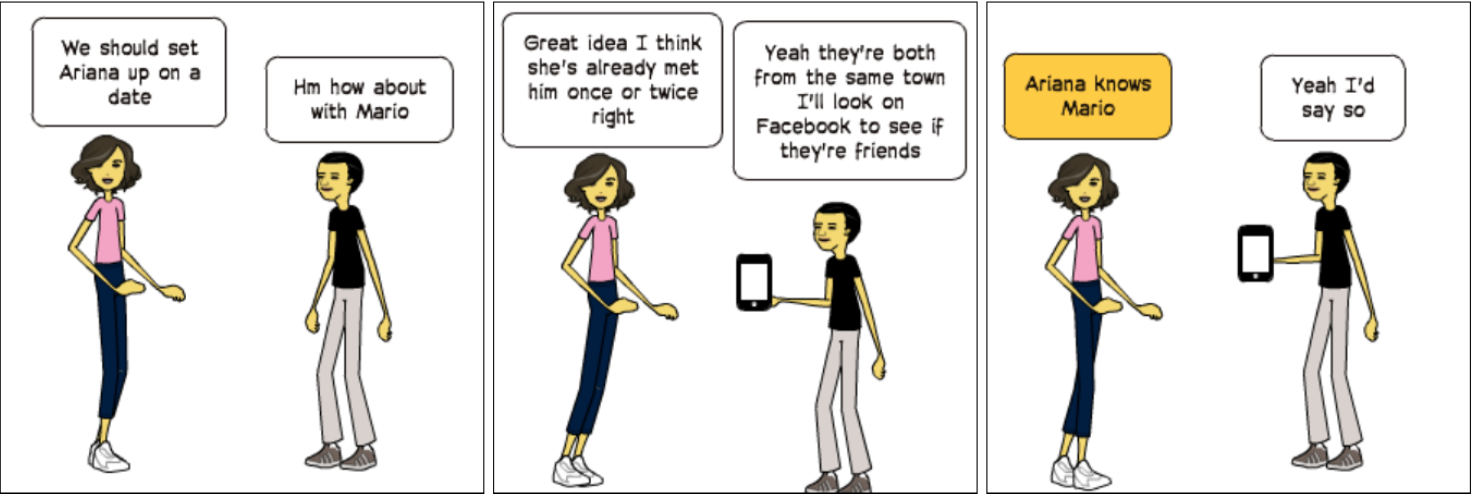 We should set
Ariana up on a
date
Hm how about
with Mario
Great idea I think
she's already met
him once or twice
right
Yeah they're both
from the same town
I'll look on
Facebook to see if
they're friends
Ariana knows
Mario
Yeah I'd
say so